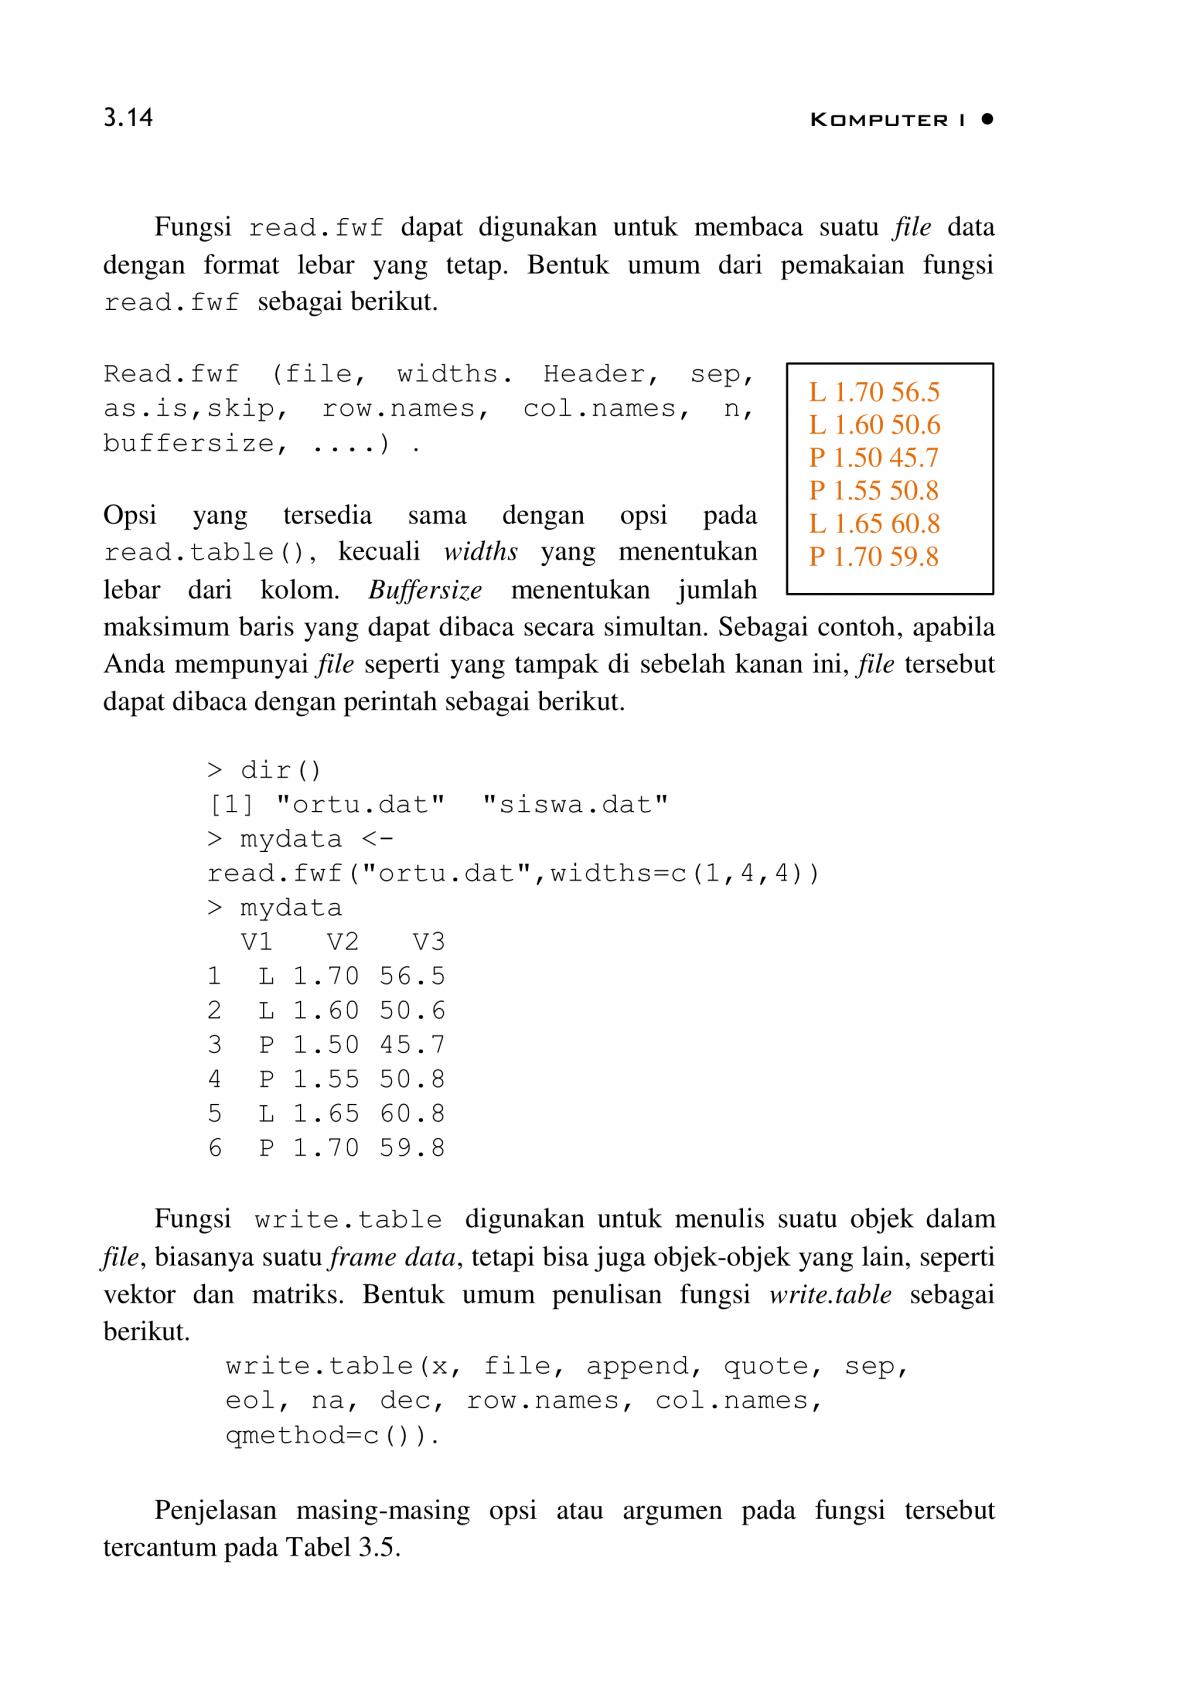 3.14 KOMPUTER I ●
Fungsi read.fwf dapat digunakan untuk membaca suatu file data
dengan format lebar yang tetap. Bentuk umum dari pemakaian fungsi
read.fwf sebagai berikut.
Read.fwf (file, widths. Header, sep,
as.is,skip, row.names, col.names, n,
buffersize, ....) .
L 1.70 56.5
L 1.60 50.6
P 1.50 45.7
P 1.55 50.8
L 1.65 60.8
P 1.70 59.8
Opsi yang tersedia sama dengan opsi pada
read.table(), kecuali widths yang menentukan
lebar dari kolom. Buffersize menentukan jumlah
maksimum baris yang dapat dibaca secara simultan. Sebagai contoh, apabila
Anda mempunyai file seperti yang tampak di sebelah kanan ini, file tersebut
dapat dibaca dengan perintah sebagai berikut.
> dir()
[1] "ortu.dat" "siswa.dat"
> mydata <-
read.fwf("ortu.dat",widths=c(1,4,4))
> mydata
V1 V2 V3
1 L 1.70 56.5
2 L 1.60 50.6
3 P 1.50 45.7
4 P 1.55 50.8
5 L 1.65 60.8
6 P 1.70 59.8
Fungsi write.table digunakan untuk menulis suatu objek dalam
file, biasanya suatu frame data, tetapi bisa juga objek-objek yang lain, seperti
vektor dan matriks. Bentuk umum penulisan fungsi write.table sebagai
berikut.
write.table(x, file, append, quote, sep,
eol, na, dec, row.names, col.names,
qmethod=c()).
Penjelasan masing-masing opsi atau argumen pada fungsi tersebut
tercantum pada Tabel 3.5.